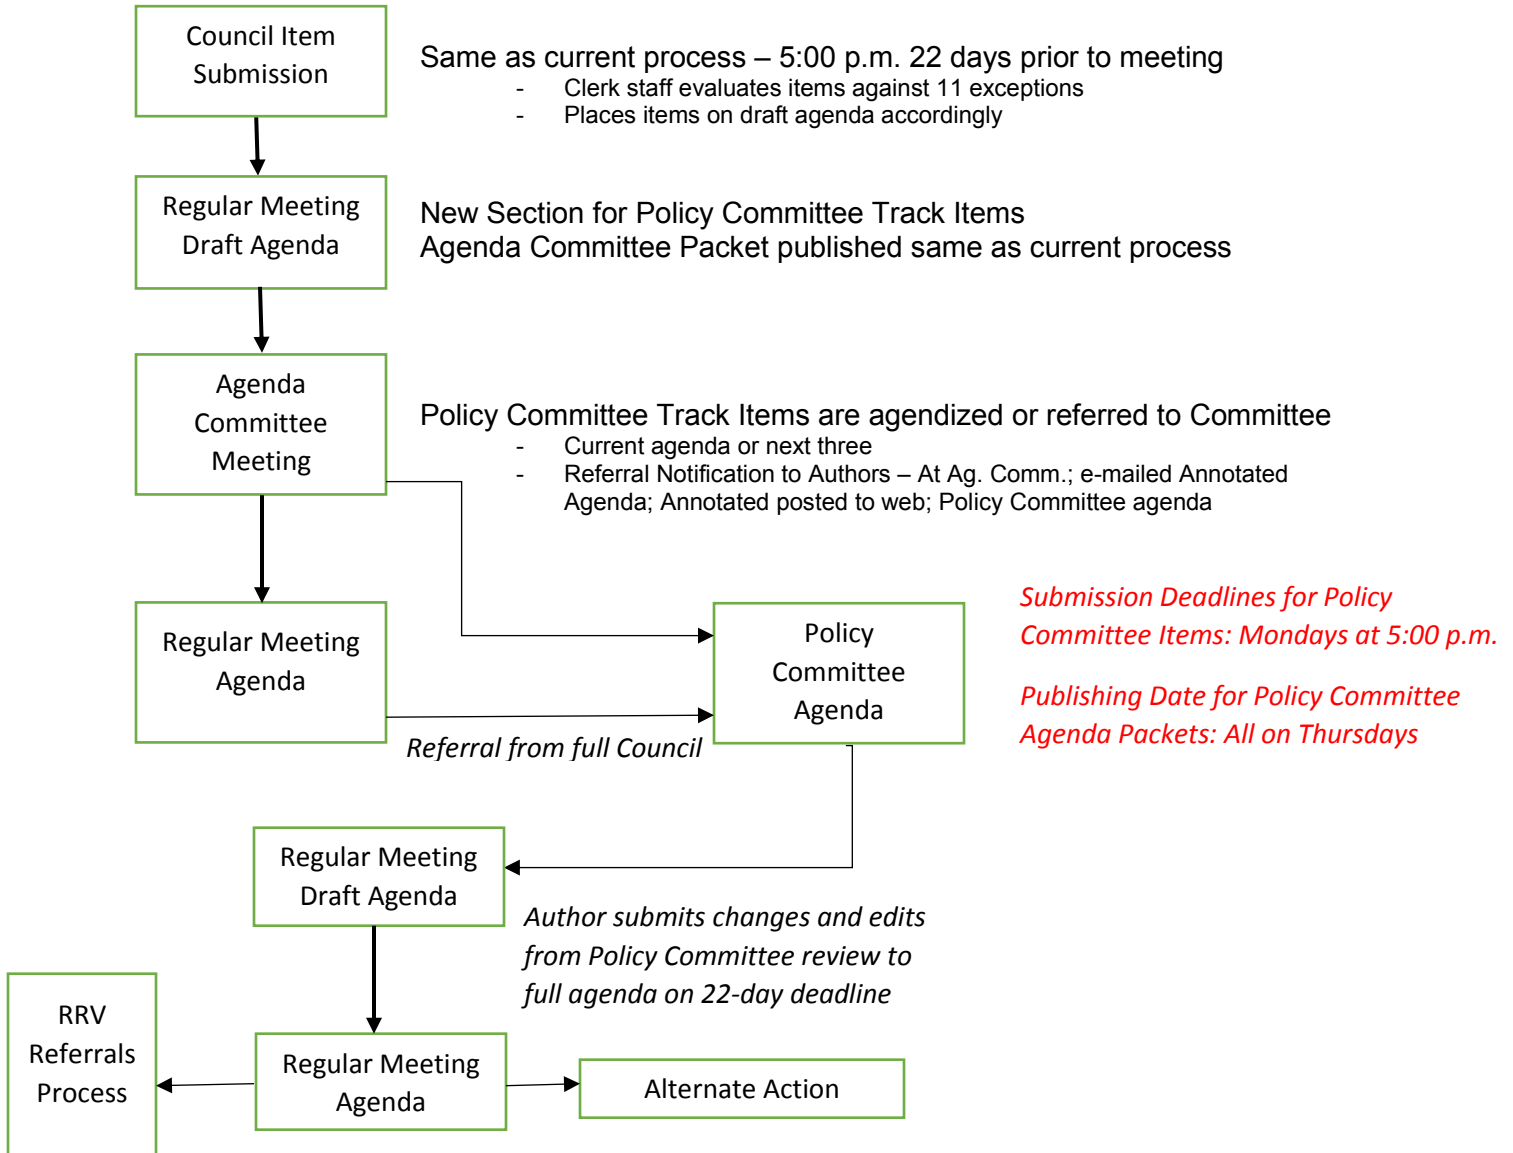 Council Item
Submission
Same as current process – 5:00 p.m. 22 days prior to meeting
- Clerk staff evaluates items against 11 exceptions
- Places items on draft agenda accordingly
Regular Meeting
Draft Agenda
New Section for Policy Committee Track Items
Agenda Committee Packet published same as current process
Agenda
Committee
Meeting
Policy Committee Track Items are agendized or referred to Committee
- Current agenda or next three
- Referral Notification to Authors – At Ag. Comm.; e-mailed Annotated
Agenda; Annotated posted to web; Policy Committee agenda
Regular Meeting
Agenda
Policy
Committee
Agenda
Submission Deadlines for Policy
Committee Items: Mondays at 5:00 p.m.
Publishing Date for Policy Committee
Agenda Packets: All on Thursdays
Referral from full Council
Regular Meeting
Draft Agenda
Author submits changes and edits
from Policy Committee review to
full agenda on 22-day deadline
RRV
Referrals
Process
Regular Meeting
Agenda
Alternate Action